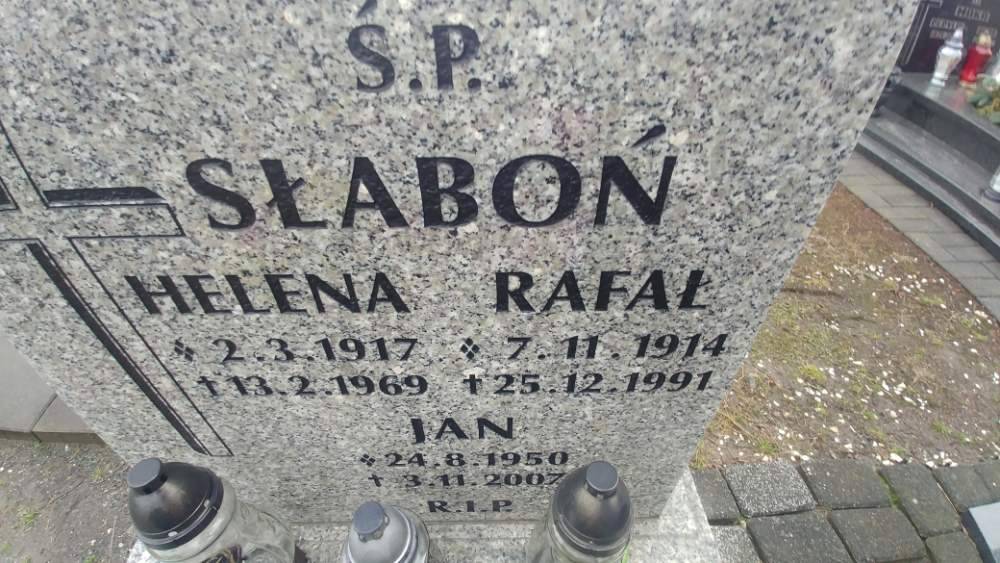 Ś.P.
SŁABOŃ
HELENA RAFAŁ
2.3.1917 7.11.1914
†13.2.1969 †25.12.1991
JAN
24.8.1950
† 3.11.2007
R.I.P.